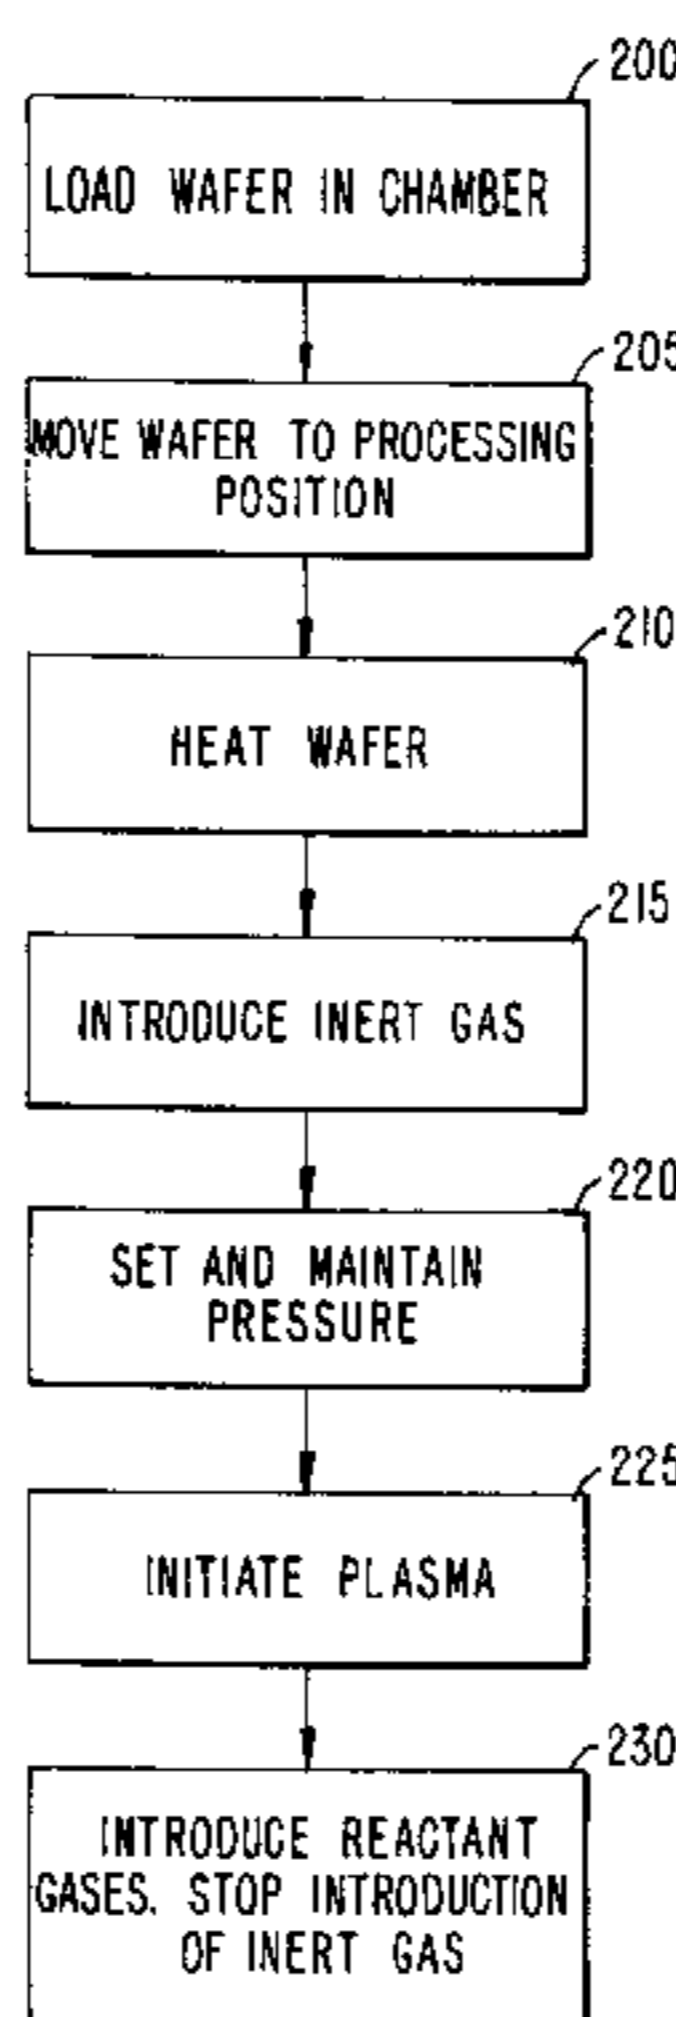 200
LOAD WAFER IN CHAMBER
205
MOVE WAFER TO PROCESSING
POSITION
210
HEAT WAFER
215
INTRODUCE INERT GAS
220
SET AND MAINTAIN
PRESSURE
225
INITIATE PLASMA
230
INTRODUCE REACTANT
GASES. STOP INTRODUCTION
OF INERT GAS